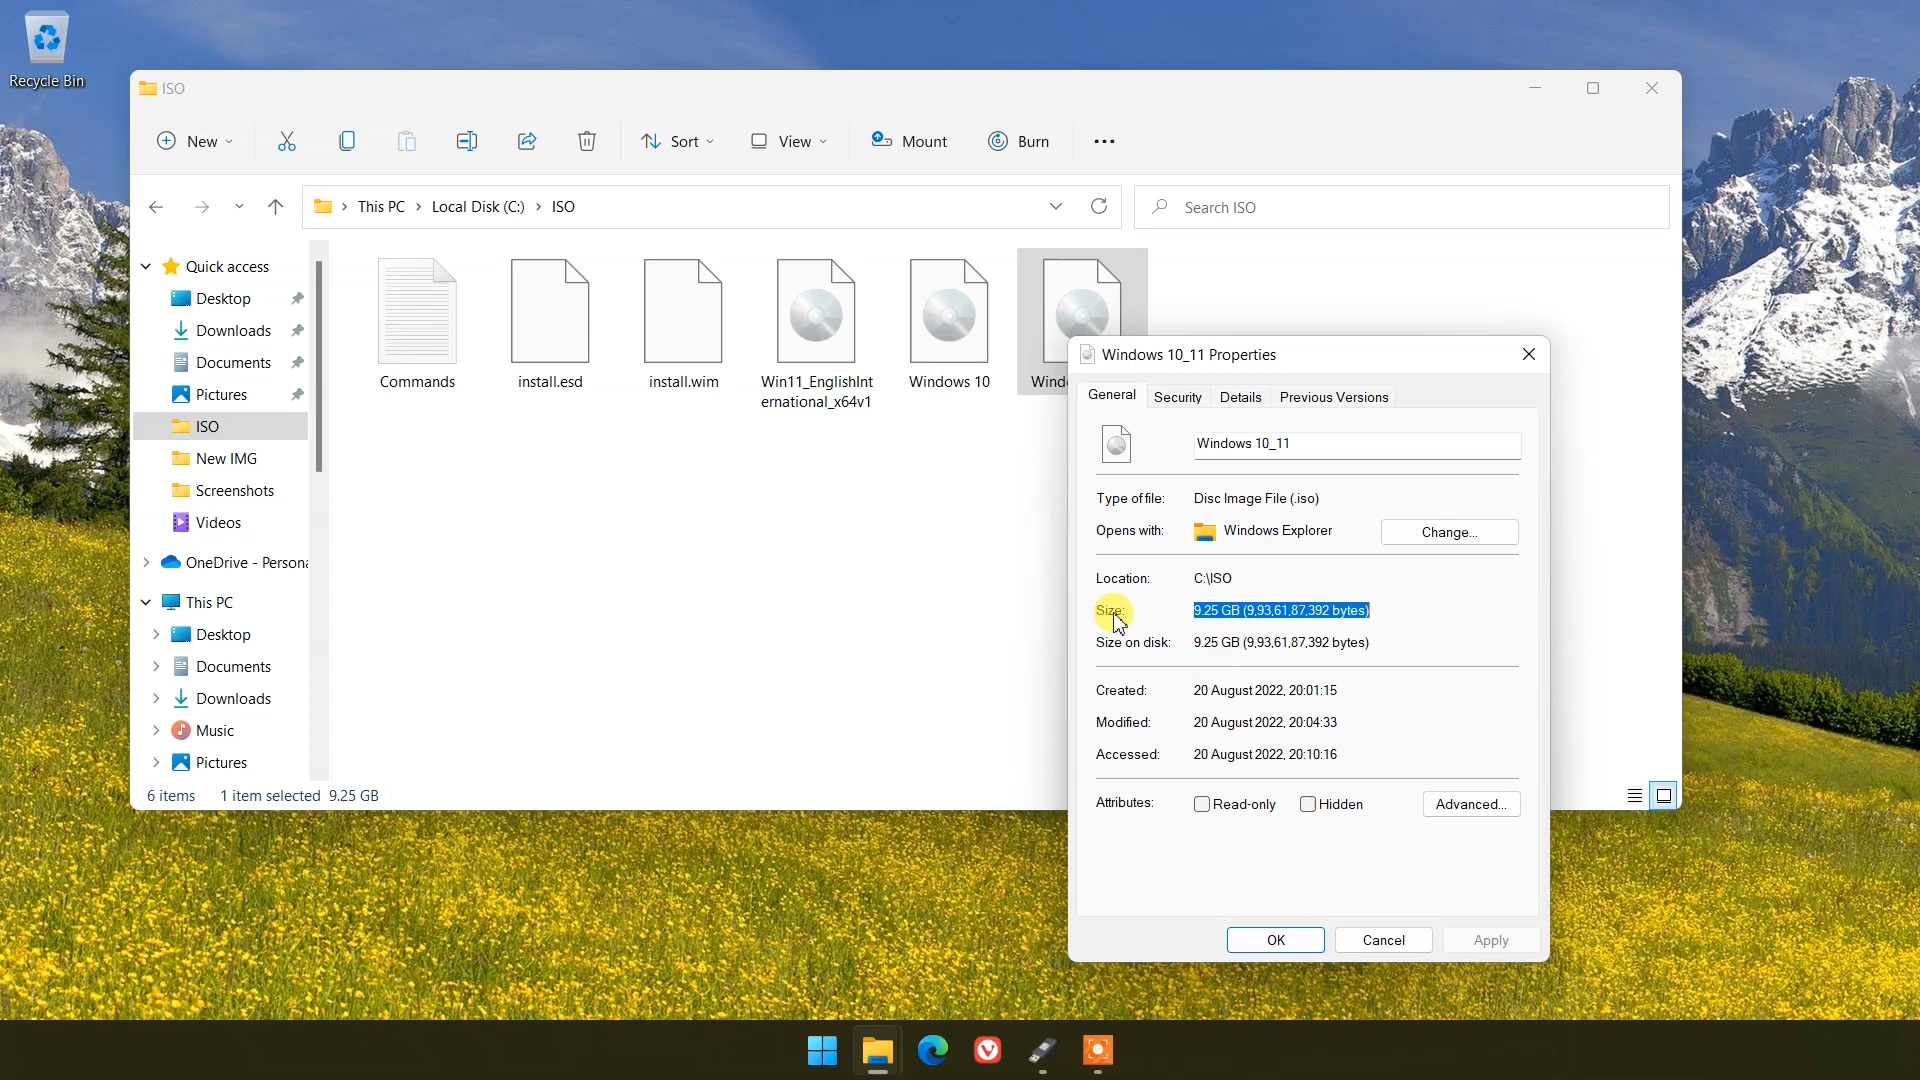 Recycle Bin
ISO
New
Sort
View
Mount
Burn
This PC
Local Disk (C:)
ISO
Search ISO
Quick access
Desktop
Downloads
Documents
Pictures
ISO
New IMG
Screenshots
Videos
OneDrive - Persona
This PC
Desktop
Documents
Downloads
Music
Pictures
Commands
install.esd
install.wim
Win11_EnglishInt
ernational_x64v1
Windows 10
Wind
6 items
1 item selected 9.25 GB
Windows 10_11 Properties
General
Security
Details
Previous Versions
Windows 10_11
Type of file:
Disc Image File (.iso)
Opens with:
Windows Explorer
Change...
Location:
C:\ISO
Size:
9.25 GB (9,93,61,87,392 bytes)
Size on disk:
9.25 GB (9,93,61,87,392 bytes)
Created:
20 August 2022, 20:01:15
Modified:
20 August 2022, 20:04:33
Accessed:
20 August 2022, 20:10:16
Attributes:
Read-only
Hidden
Advanced...
OK
Cancel
Apply